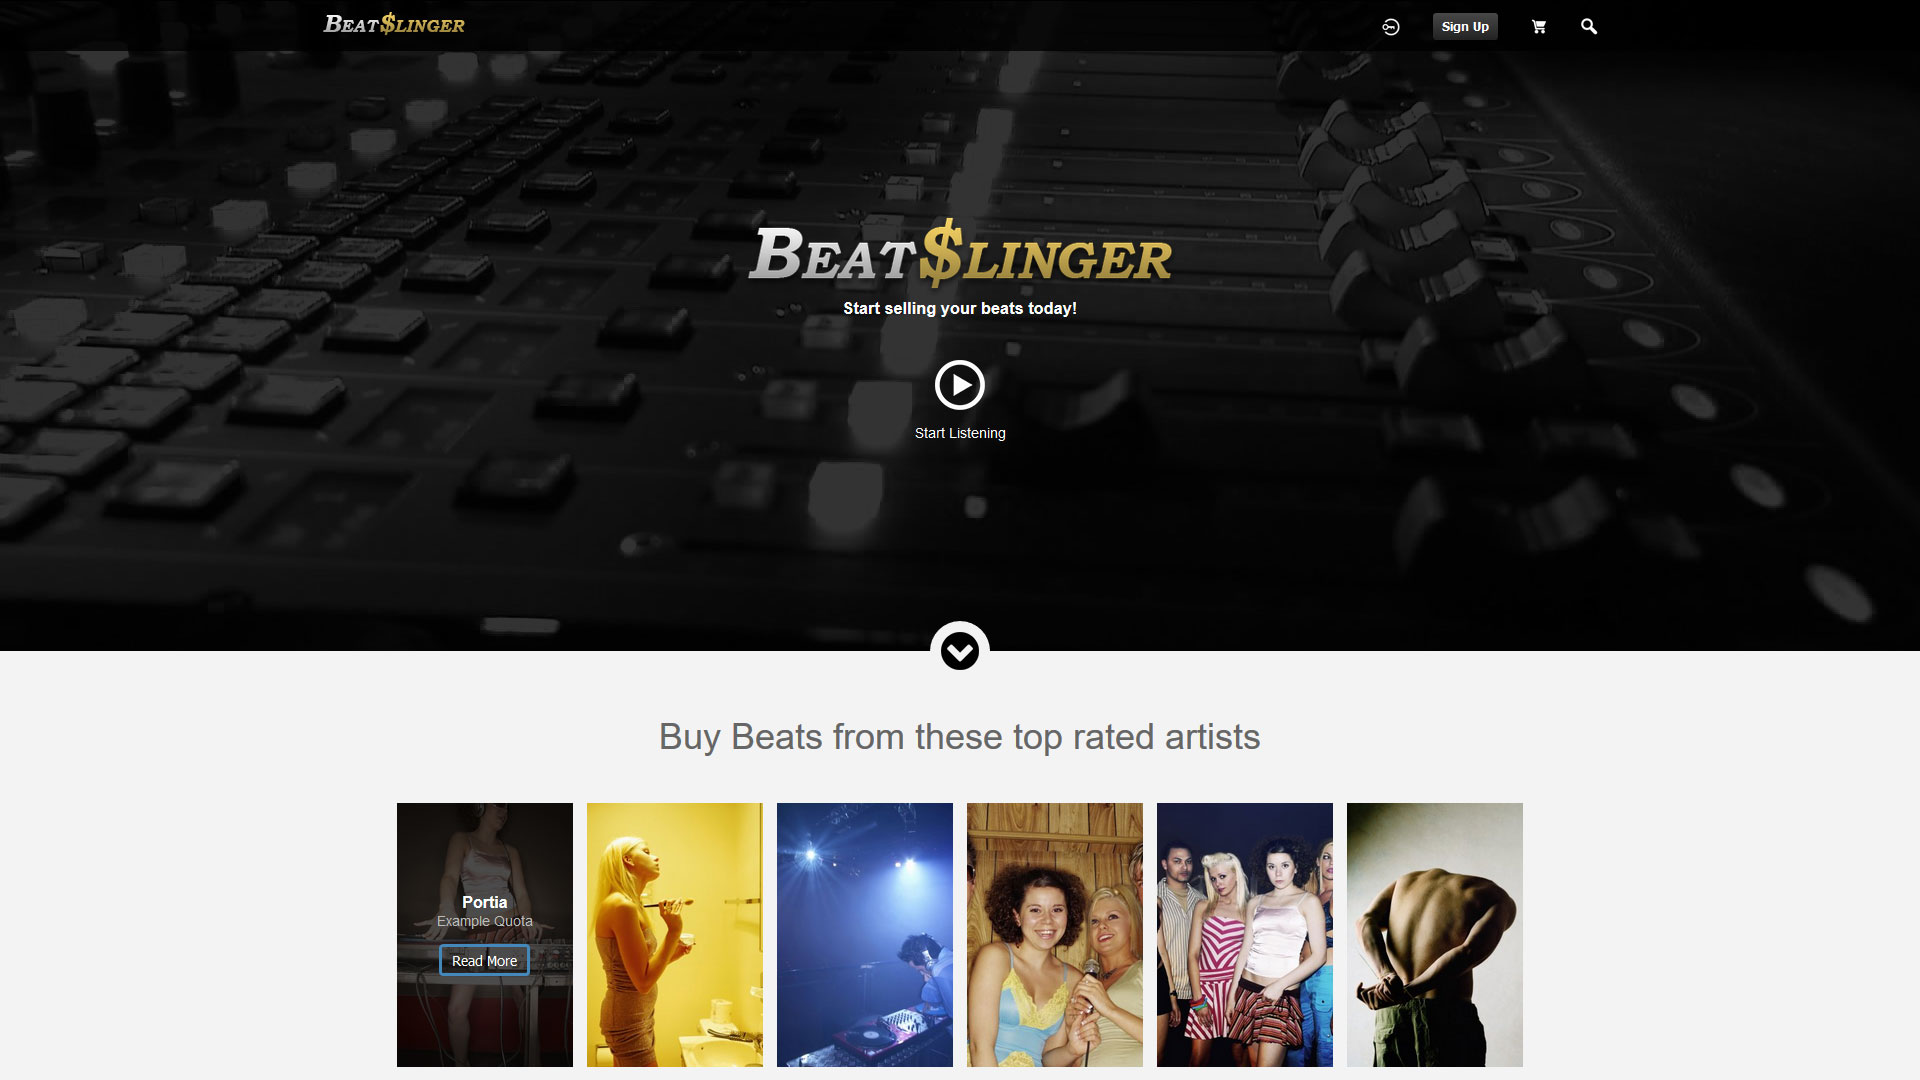 BEAT$LINGER
Sign Up
BEAT$LINGER
Start selling your beats today!
Start Listening
Buy Beats from these top rated artists
Portia
Example Quota
Read More